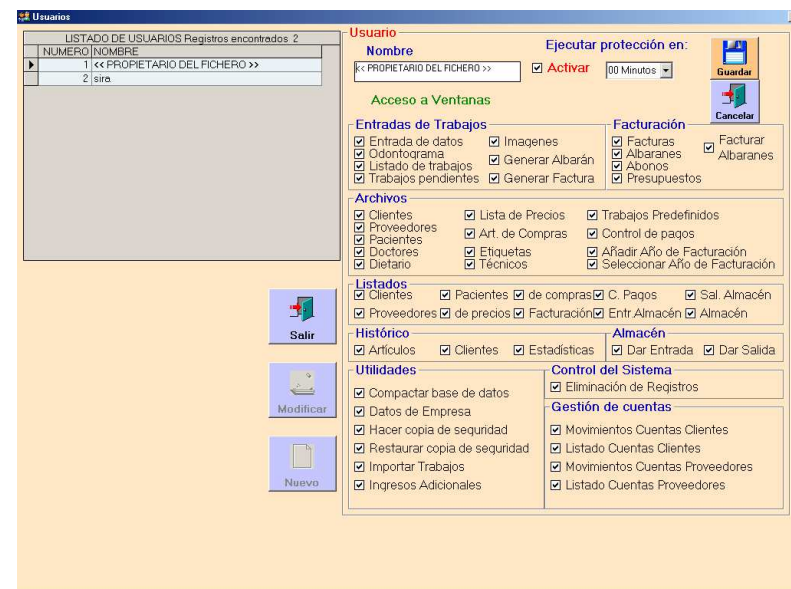 Usuarios
LISTADO DE USUARIOS Registros encontrados 2
NUMERO NOMBRE
1 << PROPIETARIO DEL FICHERO >>
2 sira
Salir
Modificar
Nuevo
Usuario
Nombre
Ejecutar protección en:
<< PROPIETARIO DEL FICHERO >>
Activar
00 Minutos
Guardar
Cancelar
Acceso a Ventanas
Entradas de Trabajos
Entrada de datos
Imagenes
Odontograma
Generar Albarán
Listado de trabajos
Trabajos pendientes
Generar Factura
Facturación
Facturas
Facturar
Albaranes
Albaranes
Abonos
Presupuestos
Archivos
Clientes
Lista de Precios
Trabajos Predefinidos
Proveedores
Art. de Compras
Control de pagos
Pacientes
Doctores
Etiquetas
Añadir Año de Facturación
Dietario
Técnicos
Seleccionar Año de Facturación
Listados
Clientes
Pacientes
de compras
C. Pagos
Sal. Almacén
Proveedores
de precios
Facturación
Entr.Almacén
Almacén
Histórico
Artículos
Clientes
Estadísticas
Almacén
Dar Entrada
Dar Salida
Utilidades
Compactar base de datos
Datos de Empresa
Hacer copia de seguridad
Restaurar copia de seguridad
Importar Trabajos
Ingresos Adicionales
Control del Sistema
Eliminación de Registros
Gestión de cuentas
Movimientos Cuentas Clientes
Listado Cuentas Clientes
Movimientos Cuentas Proveedores
Listado Cuentas Proveedores